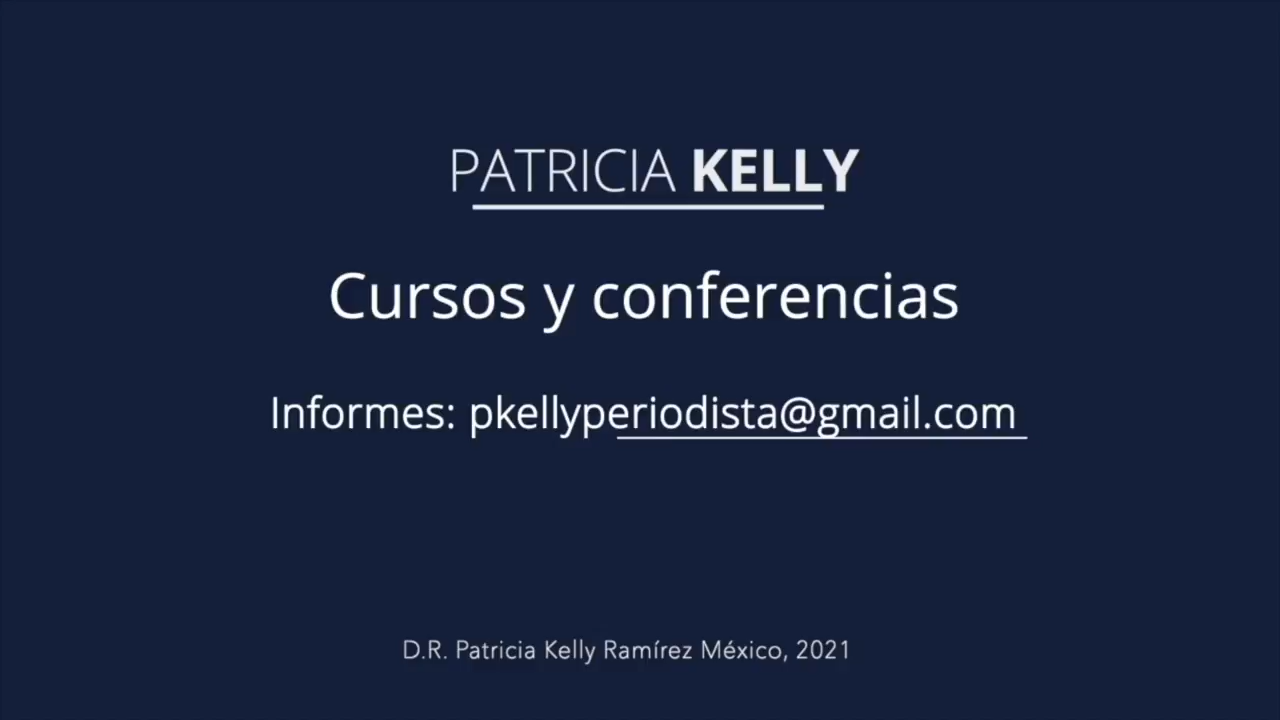 PATRICIA KELLY
Cursos y conferencias
Informes: pkellyperiodista@gmail.com
D.R. Patricia Kelly Ramírez México, 2021